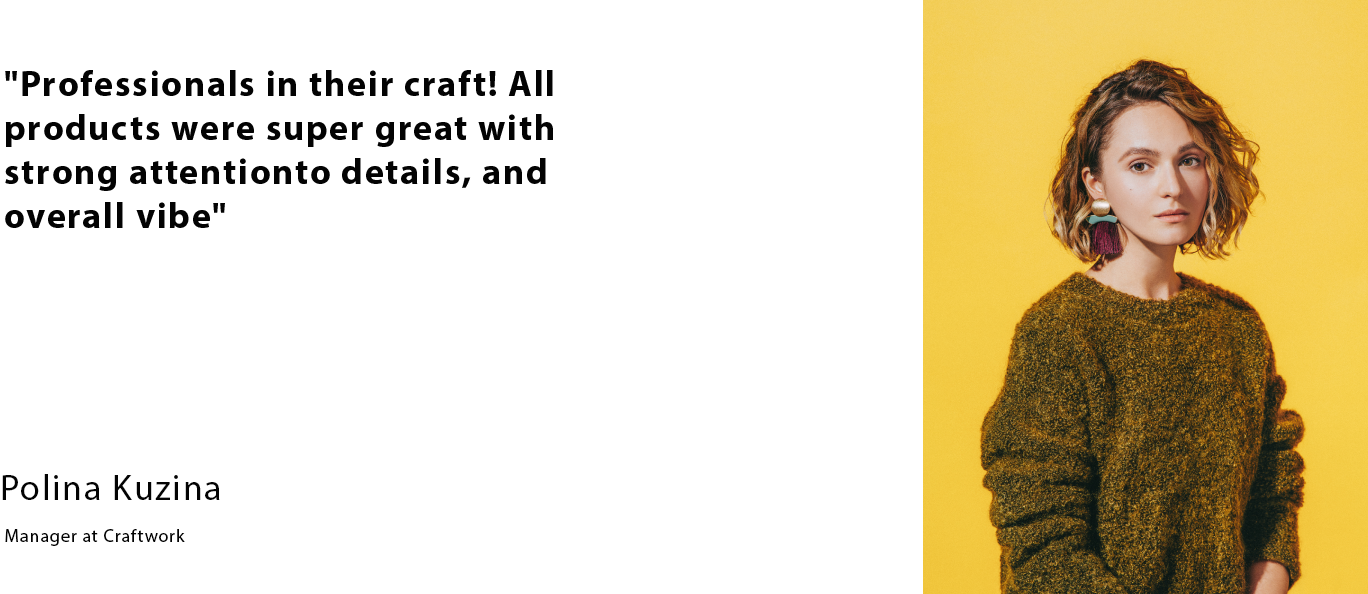 "Professionals in their craft! All
products were super great with
strong attentionto details, and
overall vibe"
Polina Kuzina
Manager at Craftwork